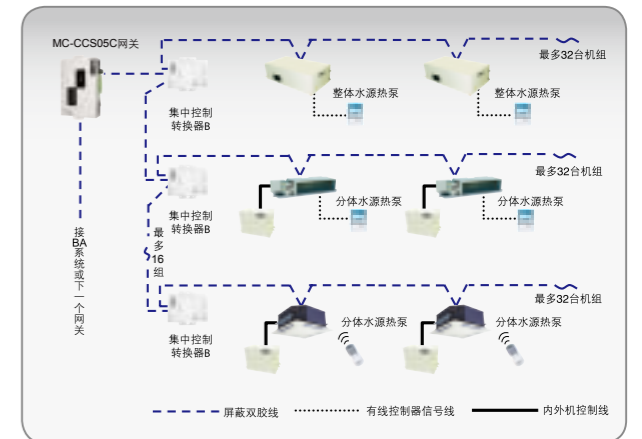 MC-CCS05C网关
最多32台机组
整体水源热泵
整体水源热泵
集中控制
转换器B
最多32台机组
分体水源热泵
分体水源热泵
集中控制
转换器B
接BA系统或下一个网关
最多16组
最多32台机组
分体水源热泵
分体水源热泵
集中控制
转换器B
屏蔽双胶线
有线控制器信号线
内外机控制线